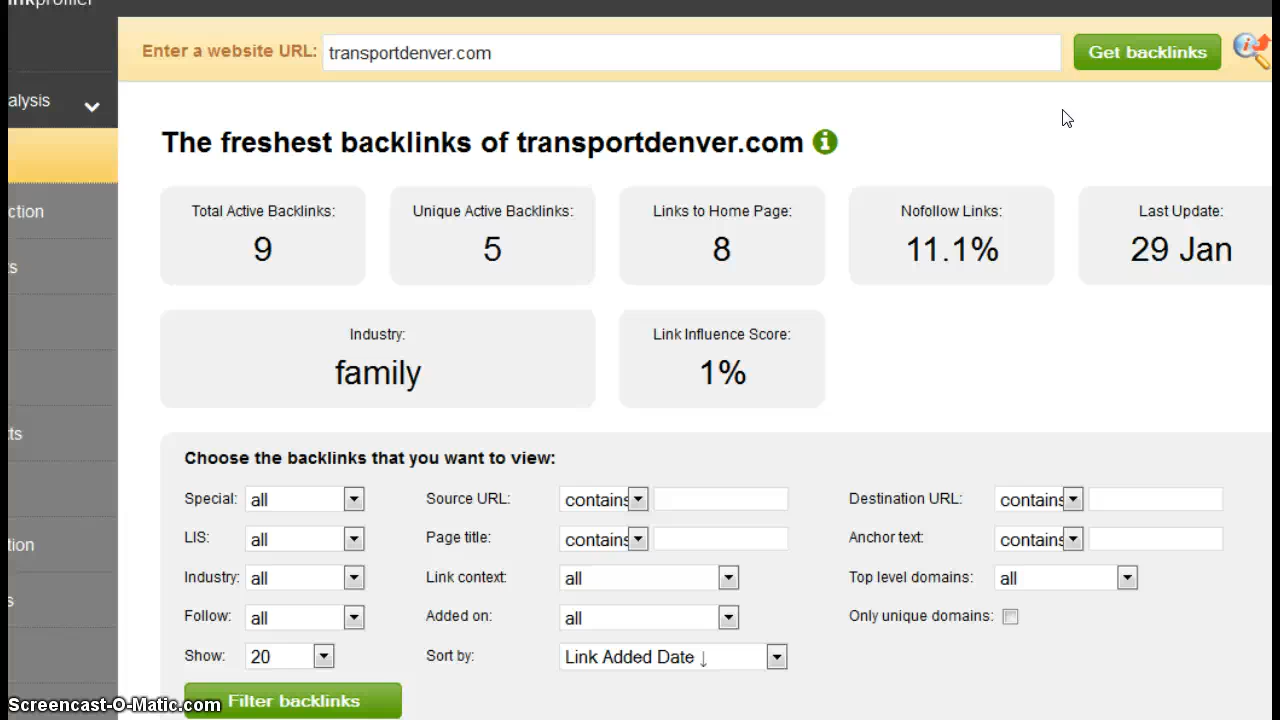 nkprofiler
Enter a website URL: transportdenver.com Get backlinks
alysis
The freshest backlinks of transportdenver.com
ction
Total Active Backlinks: Unique Active Backlinks: Links to Home Page: Nofollow Links: Last Update:
9 5 8 11.1% 29 Jan
s
Industry: Link Influence Score:
family 1%
ts
Choose the backlinks that you want to view:
Special: all Source URL: contains Destination URL: contains
LIS: all Page title: contains Anchor text: contains
tion
Industry: all Link context: all Top level domains: all
s
Follow: all Added on: all Only unique domains:
Show: 20 Sort by: Link Added Date ↓
Filter backlinks
Screencast-O-Matic.com